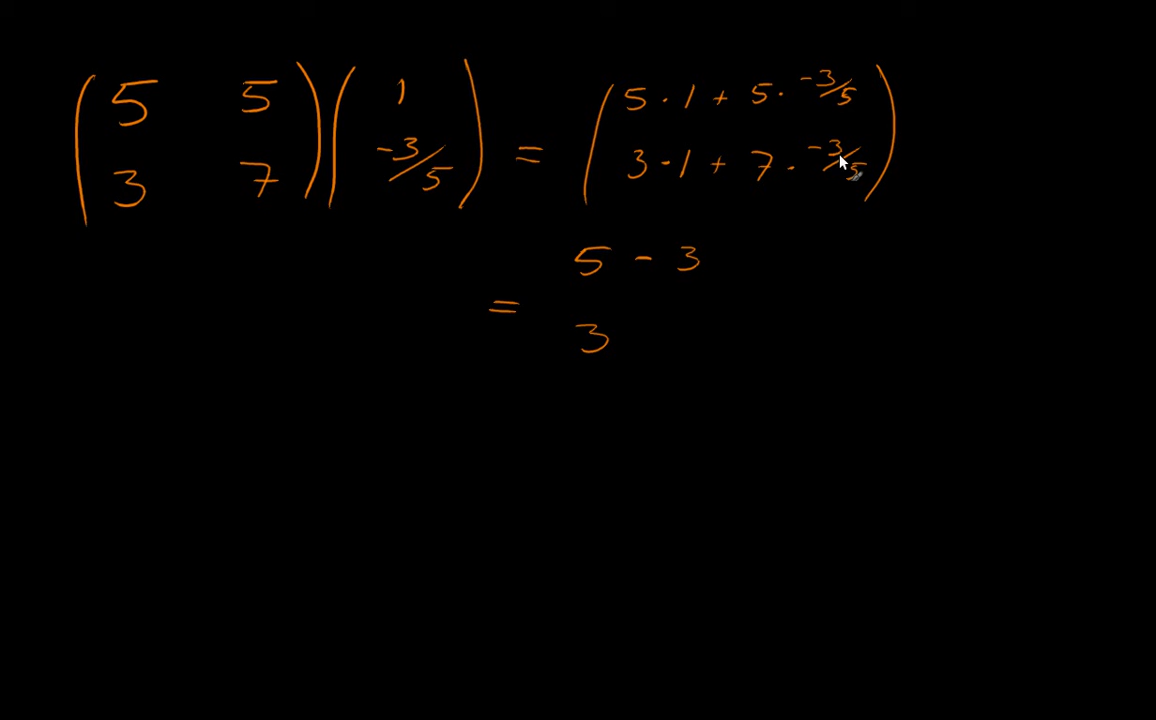 (5 5)(1) = (5 · 1 + 5 · -3/5)
(3 7)(-3/5) (3 · 1 + 7 · -3/5)
5 - 3
=
3